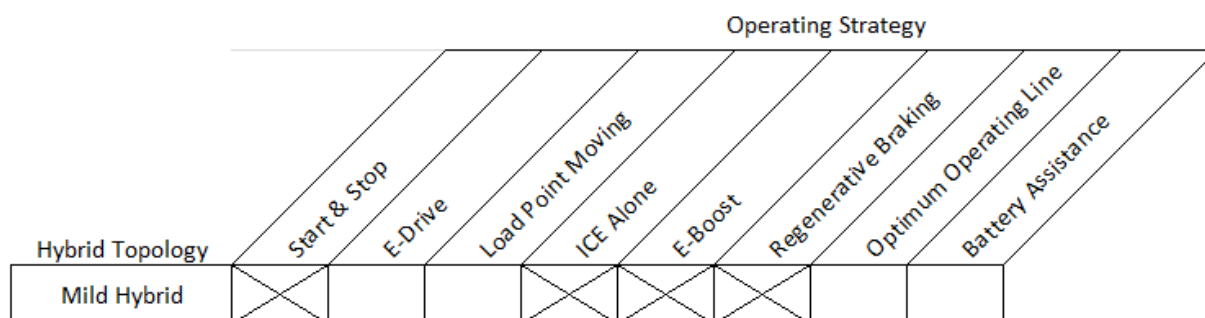 Operating Strategy
Start & Stop
E-Drive
Load Point Moving
ICE Alone
E-Boost
Regenerative Braking
Optimum Operating Line
Battery Assistance
Hybrid Topology
Mild Hybrid